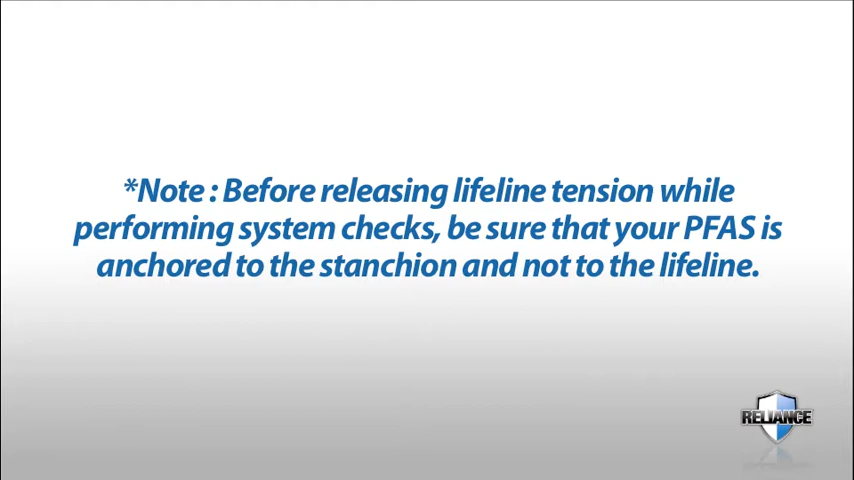 *Note : Before releasing lifeline tension while
performing system checks, be sure that your PFAS is
anchored to the stanchion and not to the lifeline.
RELIANCE